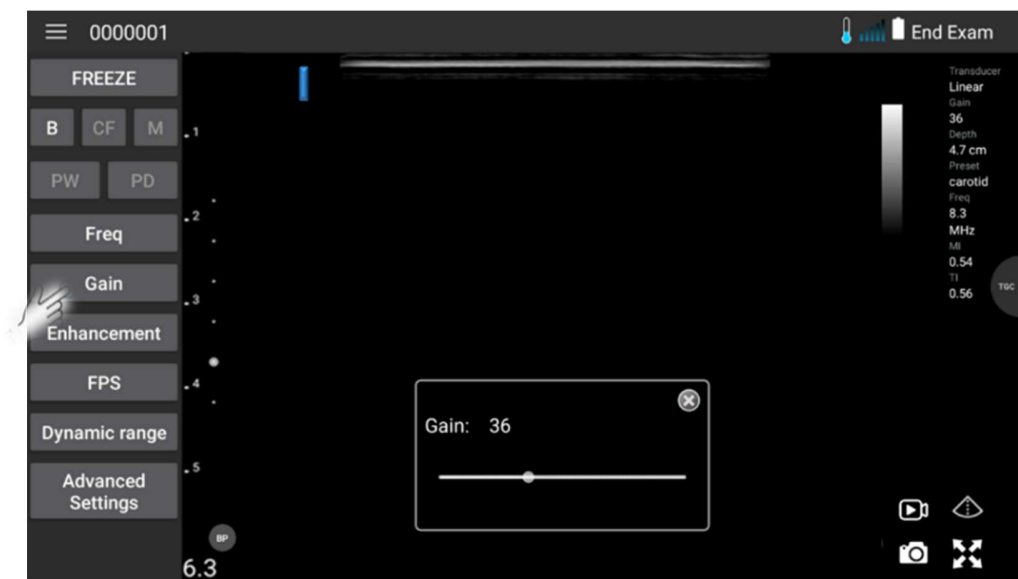 0000001
End Exam
FREEZE
B CF M
PW PD
Freq
Gain
Enhancement
FPS
Dynamic range
Advanced
Settings
.1
.2
.3
.4
.5
6.3
BP
Transducer
Linear
Gain
36
Depth
4.7 cm
Preset
carotid
Freq
8.3
MHz
MI
0.54
TI
0.56
TGC
Gain: 36